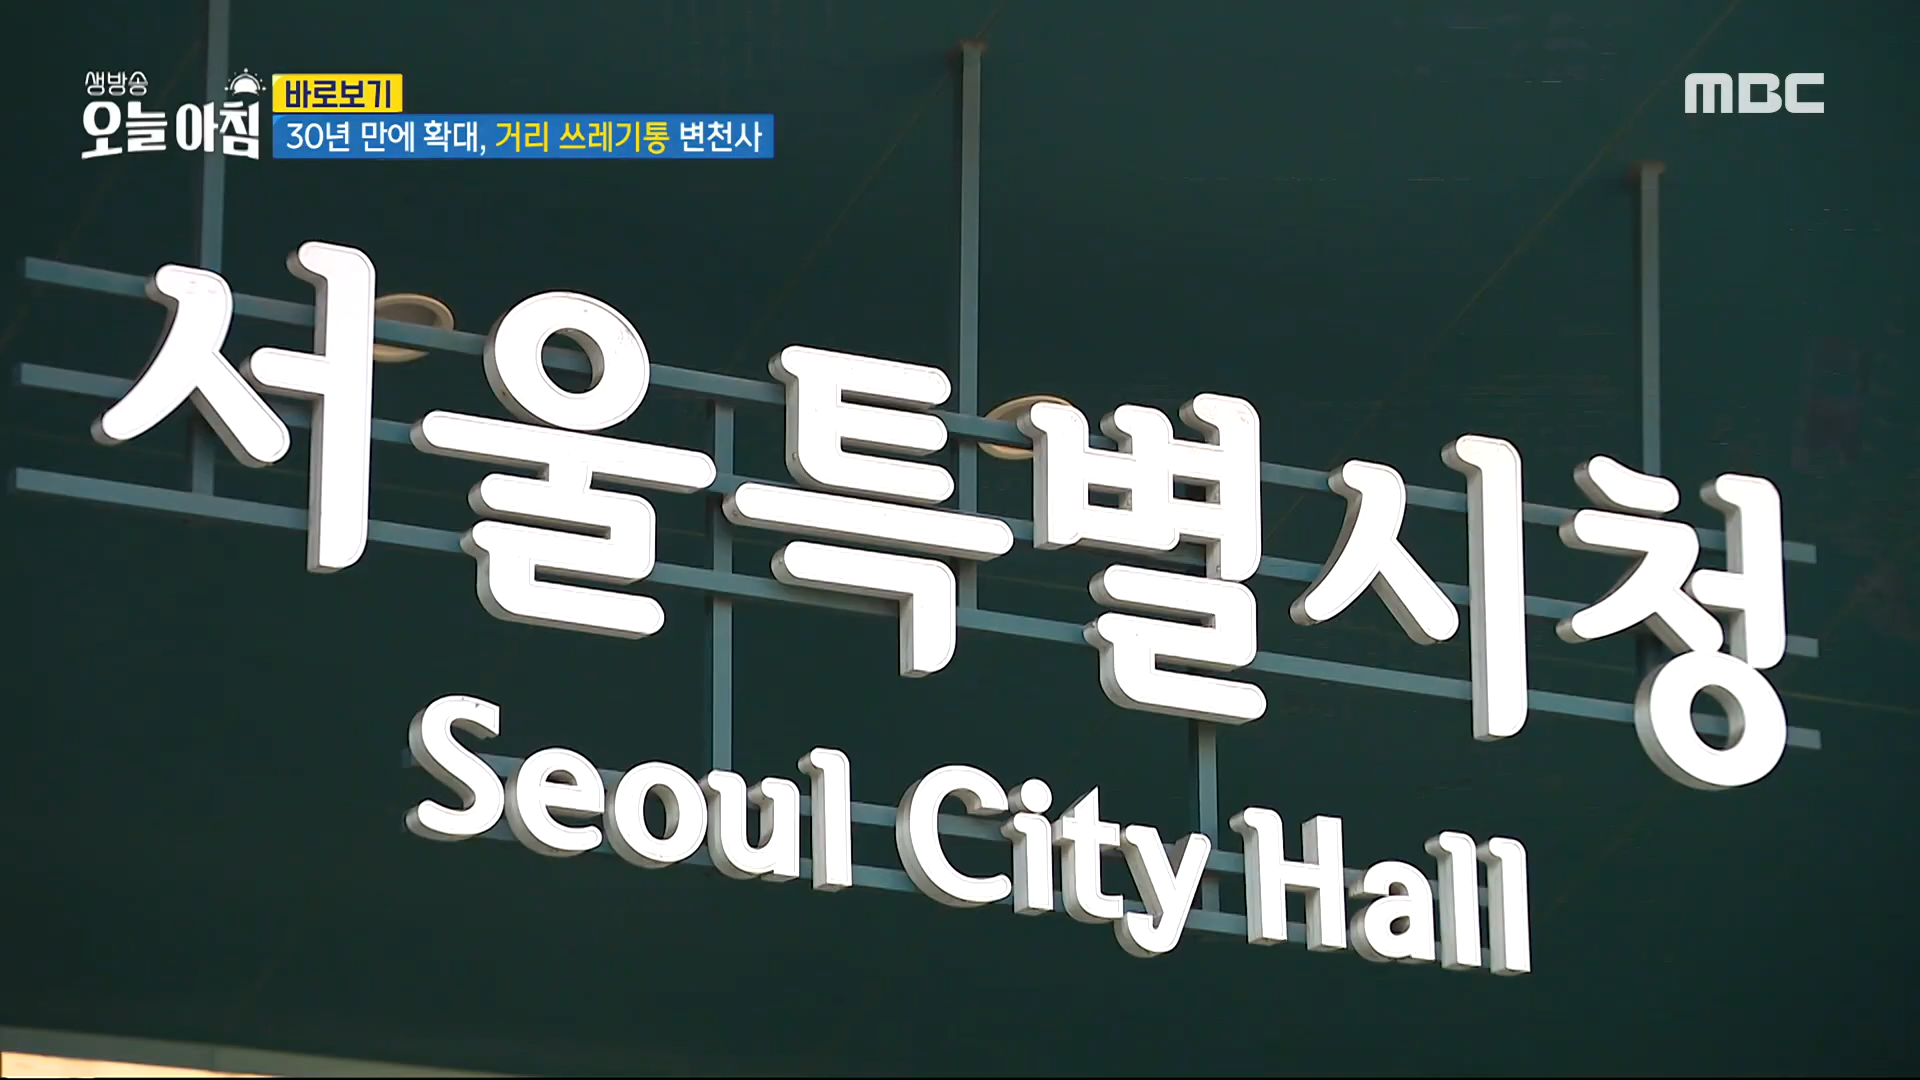 생방송
오늘 아침
바로보기
30년 만에 확대, 거리 쓰레기통 변천사
MBC
서울특별시청
Seoul City Hall